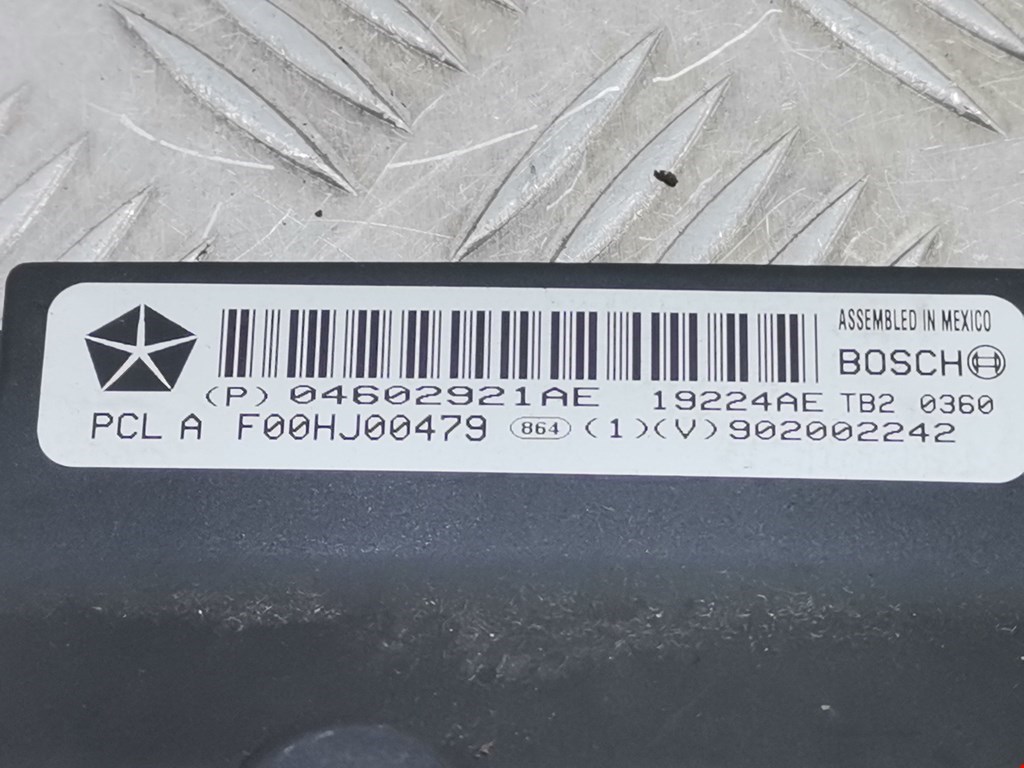 ASSEMBLED IN MEXICO
BOSCH
(P) 04602921AE 19224AE TB2 0360
PCL A F00HJ00479 864 (1)(V)902002242